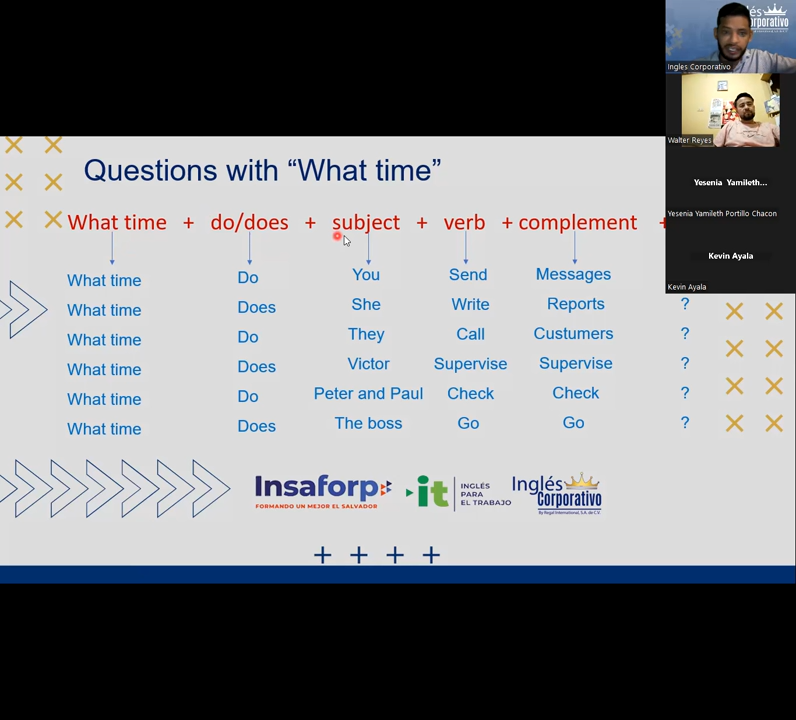 Questions with “What time”
What time + do/does + subject + verb + complement +
What time Do You Send Messages
What time Does She Write Reports ?
What time Do They Call Custumers ?
What time Does Victor Supervise Supervise ?
What time Do Peter and Paul Check Check ?
What time Does The boss Go Go ?
Insaforp
FORMANDO UN MEJOR EL SALVADOR
it
INGLÉS
PARA
EL TRABAJO
Inglés
Corporativo
By Regal International, S.A. de C.V
+ + + +
Ingles Corporativo
Walter Reyes
Yesenia Yamileth...
Yesenia Yamileth Portillo Chacon
Kevin Ayala
Kevin Ayala